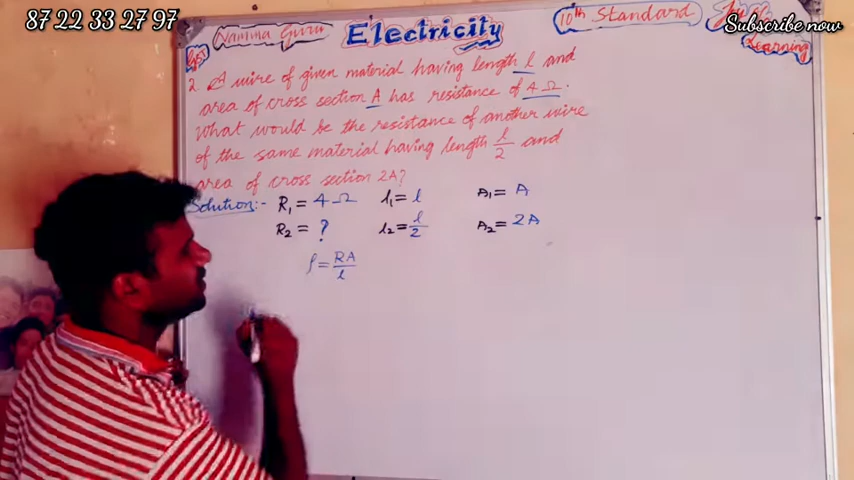 87 22 33 27 97
Namma Guru
Electricity
10th Standard
Subscribe now
Learning
2. A wire of given material having length l and
area of cross section A has resistance of 4 Ω.
What would be the resistance of another wire
of the same material having length l/2 and
area of cross section 2A?
Solution:- R₁ = 4 Ω l₁ = l A₁ = A
R₂ = ? l₂ = l/2 A₂ = 2A
ρ = RA/l